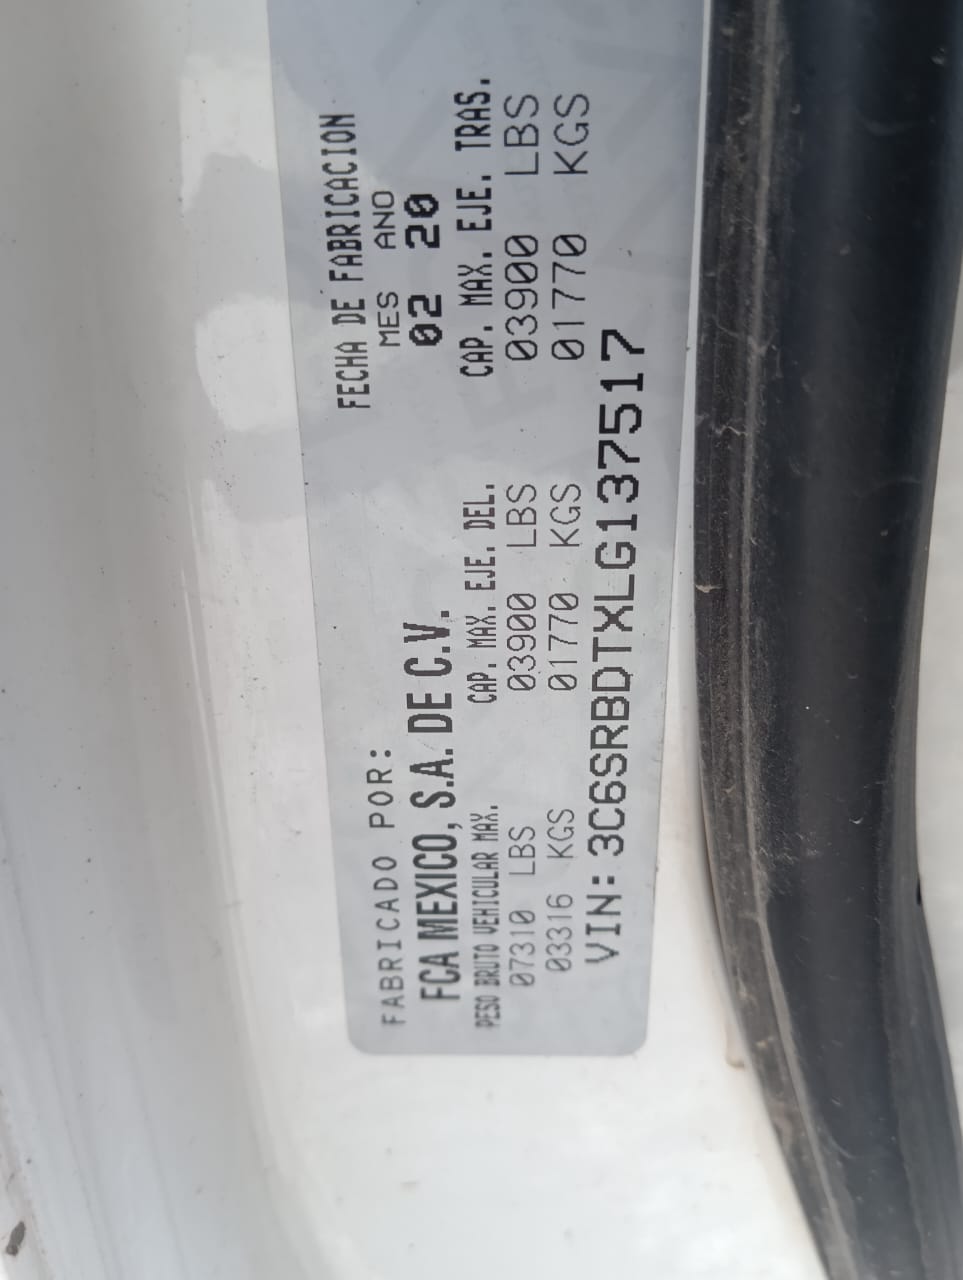 FABRICADO POR:
FECHA DE FABRICACION
FCA MEXICO, S.A. DE C.V.
MES ANO
02 20
PESO BRUTO VEHICULAR MAX. CAP. MAX. EJE. DEL. CAP. MAX. EJE. TRAS.
07310 LBS 03900 LBS 03900 LBS
03316 KGS 01770 KGS 01770 KGS
VIN: 3C6SRBDTXLG137517